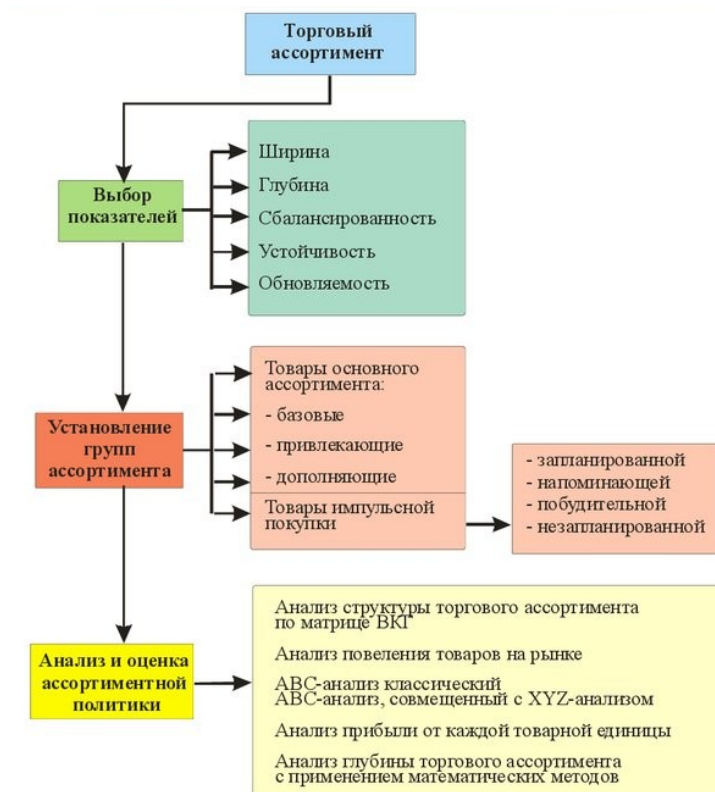 Торговый
ассортимент
Выбор
показателей
Ширина
Глубина
Сбалансированность
Устойчивость
Обновляемость
Установление
групп
ассортимента
Товары основного
ассортимента:
- базовые
- привлекающие
- дополняющие
Товары импульсной
покупки
- запланированной
- напоминающей
- побудительной
- незапланированной
Анализ и оценка
ассортиментной
политики
Анализ структуры торгового ассортимента
по матрице ВКГ
Анализ повеления товаров на рынке
АВС-анализ классический
АВС-анализ, совмещенный с XYZ-анализом
Анализ прибыли от каждой товарной единицы
Анализ глубины торгового ассортимента
с применением математических методов